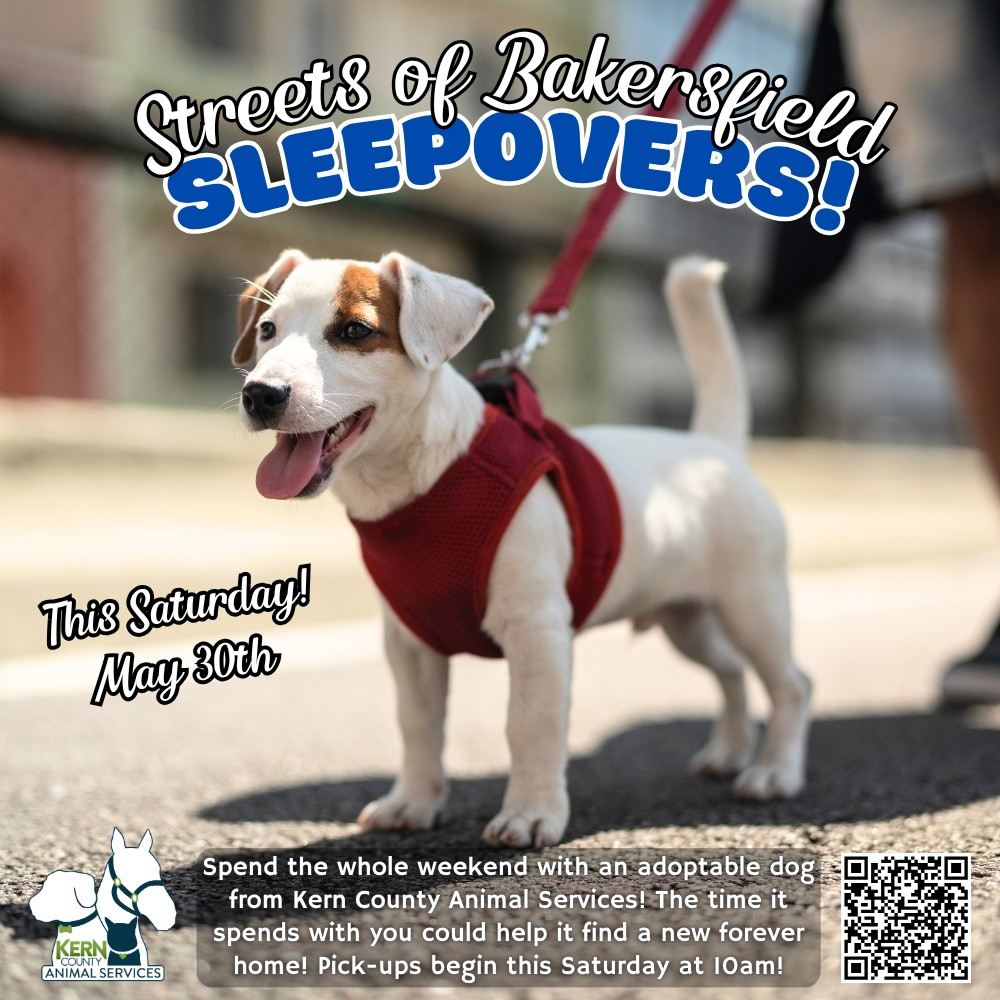 Streets of Bakersfield
SLEEPOVERS!
This Saturday!
May 30th
Spend the whole weekend with an adoptable dog
from Kern County Animal Services! The time it
spends with you could help it find a new forever
home! Pick-ups begin this Saturday at 10am!
KERN
COUNTY
ANIMAL SERVICES